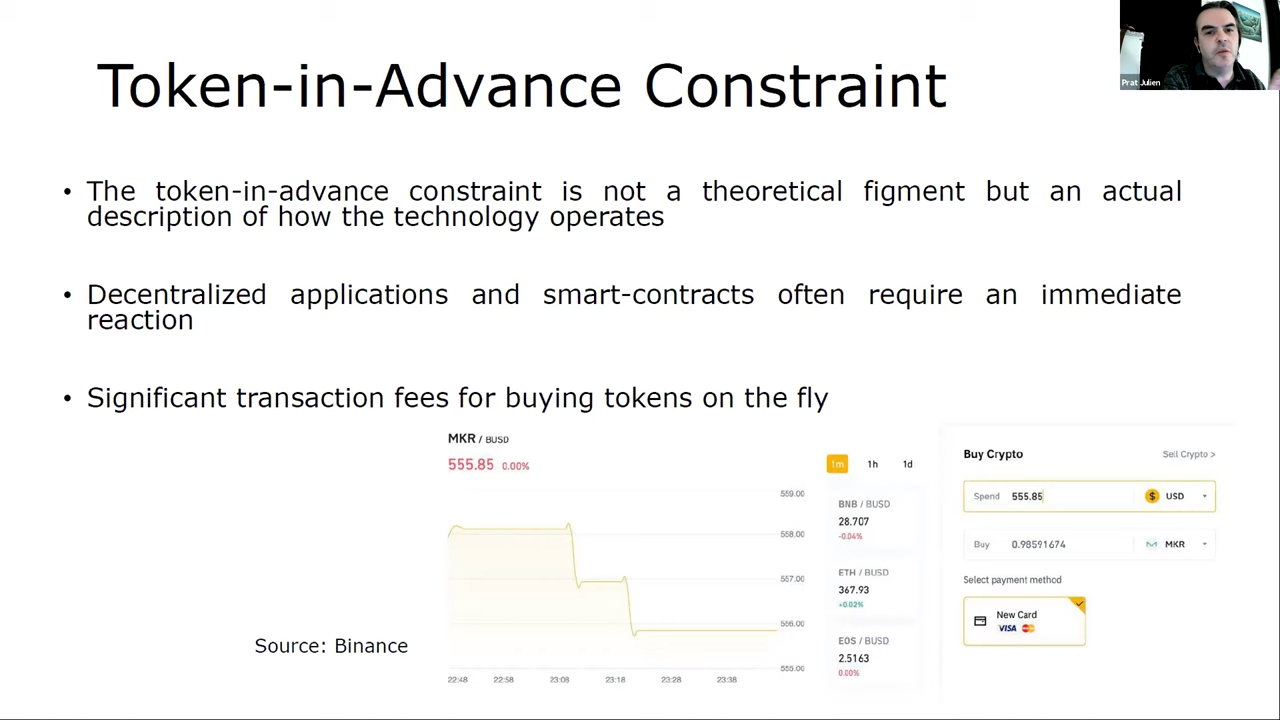 Token-in-Advance Constraint
Prat Julien
• The token-in-advance constraint is not a theoretical figment but an actual
description of how the technology operates
• Decentralized applications and smart-contracts often require an immediate
reaction
• Significant transaction fees for buying tokens on the fly
MKR / BUSD
555.85 0.00%
1m 1h 1d
559.00
558.00
557.00
556.00
555.00
22:48 22:58 23:08 23:18 23:28 23:38
BNB / BUSD
28.707
-0.04%
ETH / BUSD
367.93
+0.02%
EOS / BUSD
2.5163
0.00%
Buy Crypto
Sell Crypto >
Spend 555.85 USD
Buy 0.98591674 MKR
Select payment method
New Card
VISA
Source: Binance